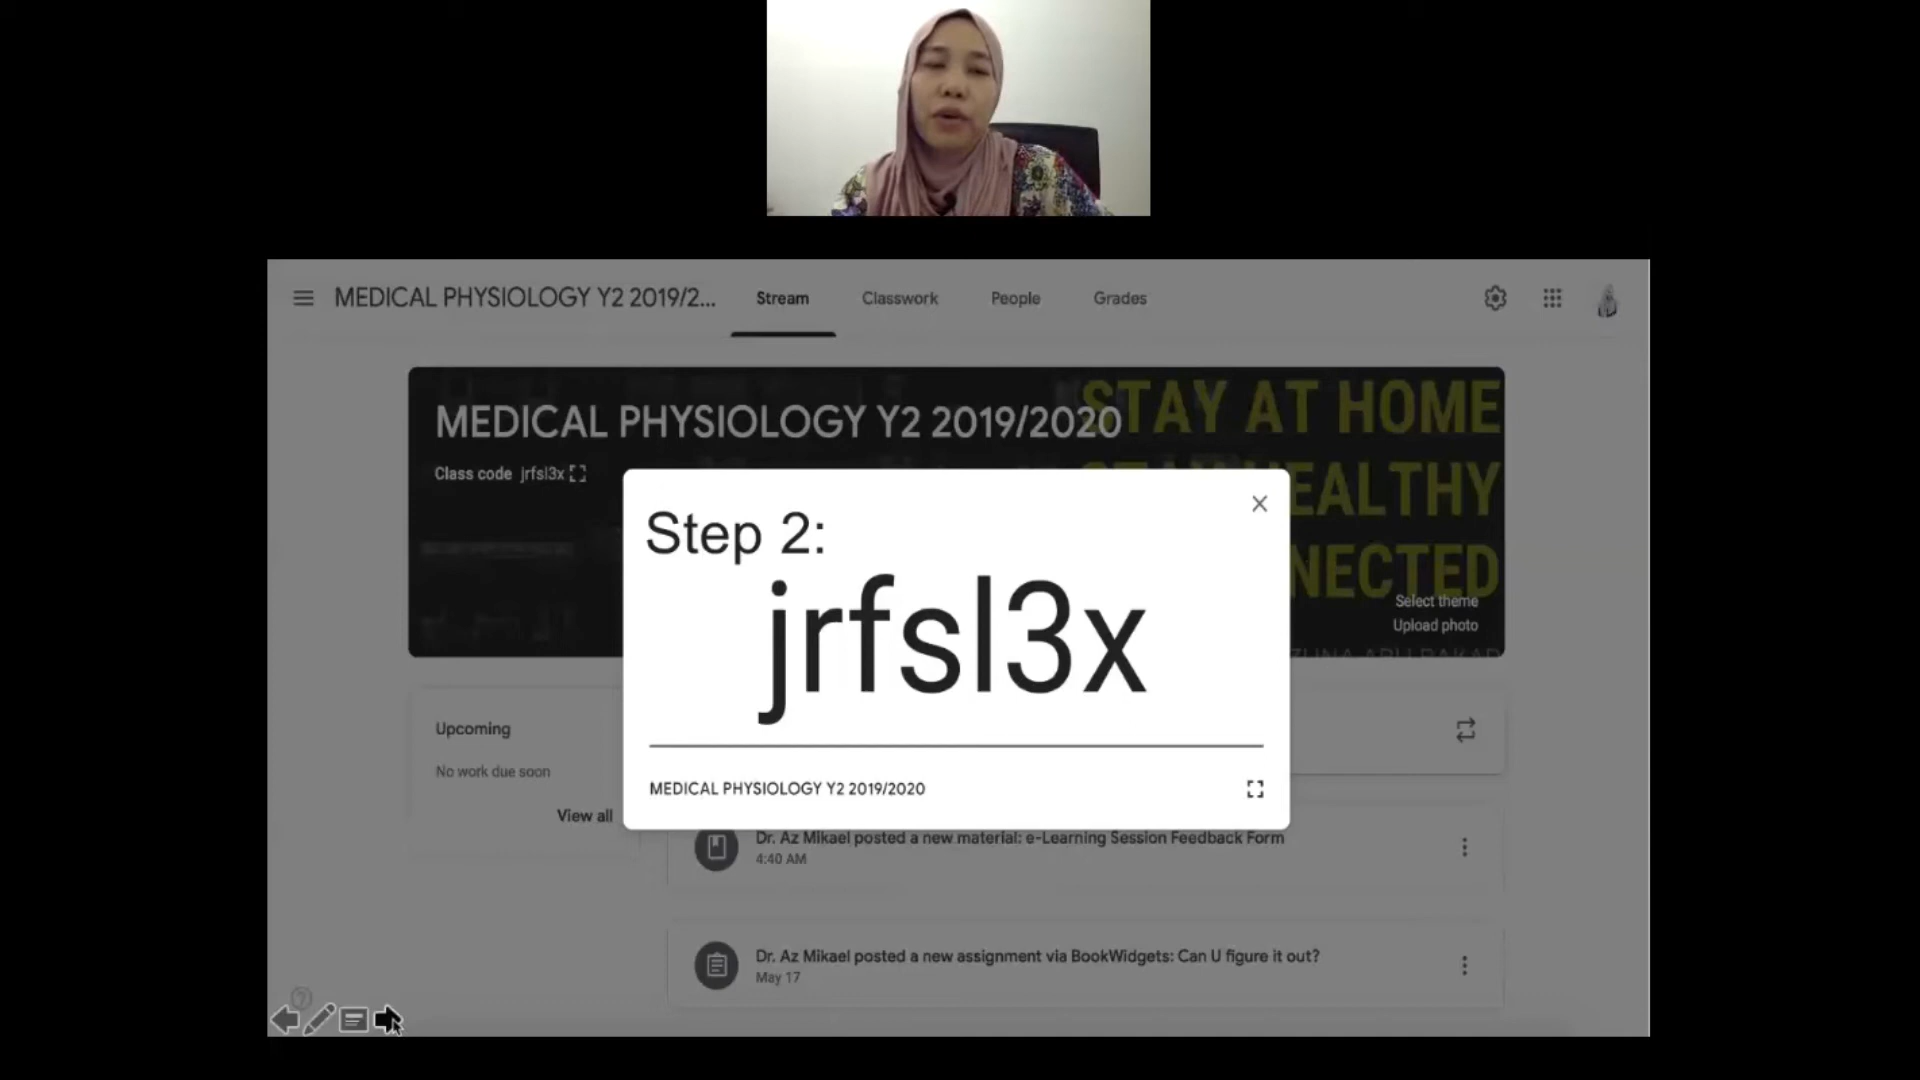 MEDICAL PHYSIOLOGY Y2 2019/2... Stream Classwork People Grades
MEDICAL PHYSIOLOGY Y2 2019/2020
Class code jrfsl3x
STAY AT HOME
EALTHY
NECTED
Select theme
Upload photo
Step 2:
jrfsl3x
MEDICAL PHYSIOLOGY Y2 2019/2020
Upcoming
No work due soon
View all
Dr. Az Mikael posted a new material: e-Learning Session Feedback Form
4:40 AM
Dr. Az Mikael posted a new assignment via BookWidgets: Can U figure it out?
May 17